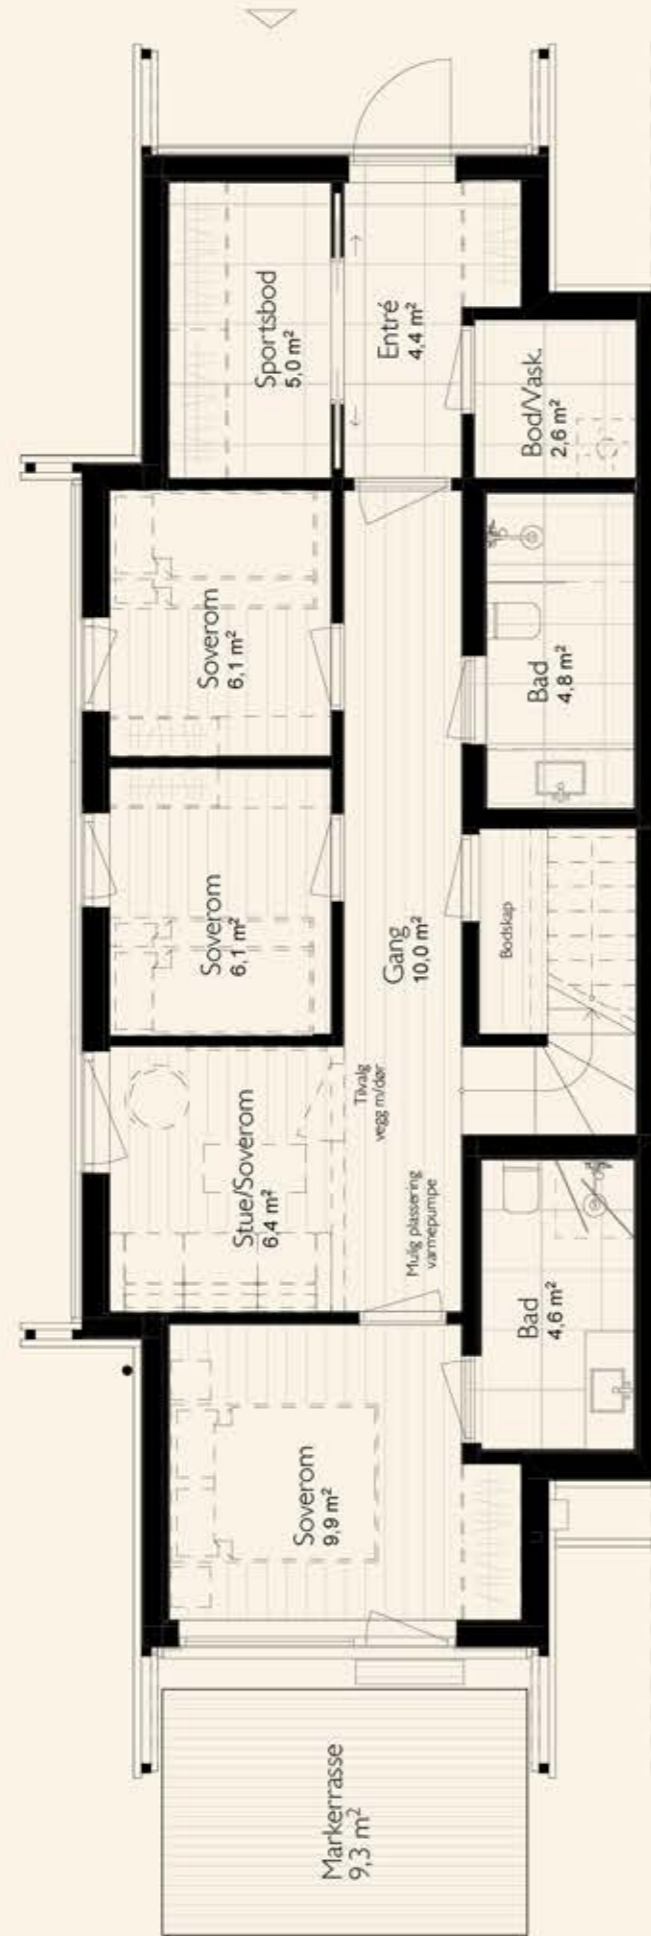 Sportsbod
5,0 m²
Entré
4,4 m²
Bod/Vask.
2,6 m²
Soverom
6,1 m²
Bad
4,8 m²
Soverom
6,1 m²
Gang
10,0 m²
Bodskap
Stue/Soverom
6,4 m²
Tilvalg
vegg m/dør
Mulig plassering
varmepumpe
Bad
4,6 m²
Soverom
9,9 m²
Markerrasse
9,3 m²